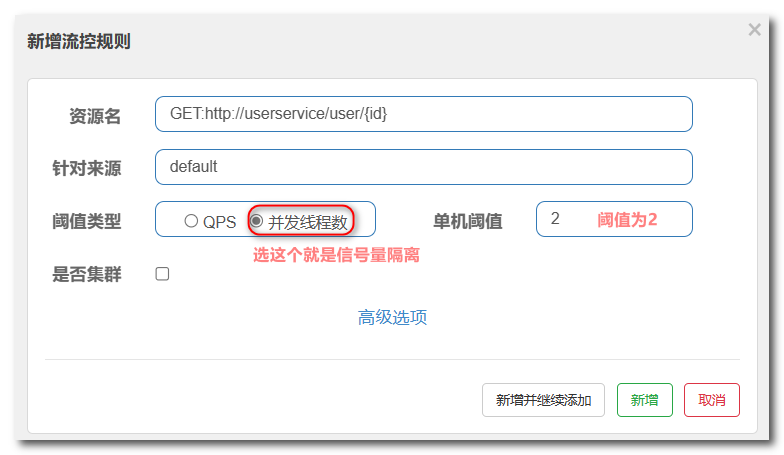 新增流控规则
×
资源名 GET:http://userservice/user/{id}
针对来源 default
阈值类型 QPS 并发线程数 单机阈值 2 阈值为2
选这个就是信号量隔离
是否集群
高级选项
新增并继续添加 新增 取消